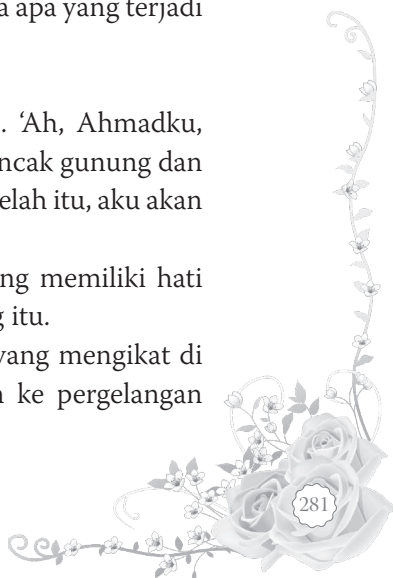 a apa yang terjadi
. ‘Ah, Ahmadku,
ncak gunung dan
elah itu, aku akan
ng memiliki hati
g itu.
yang mengikat di
n ke pergelangan
281